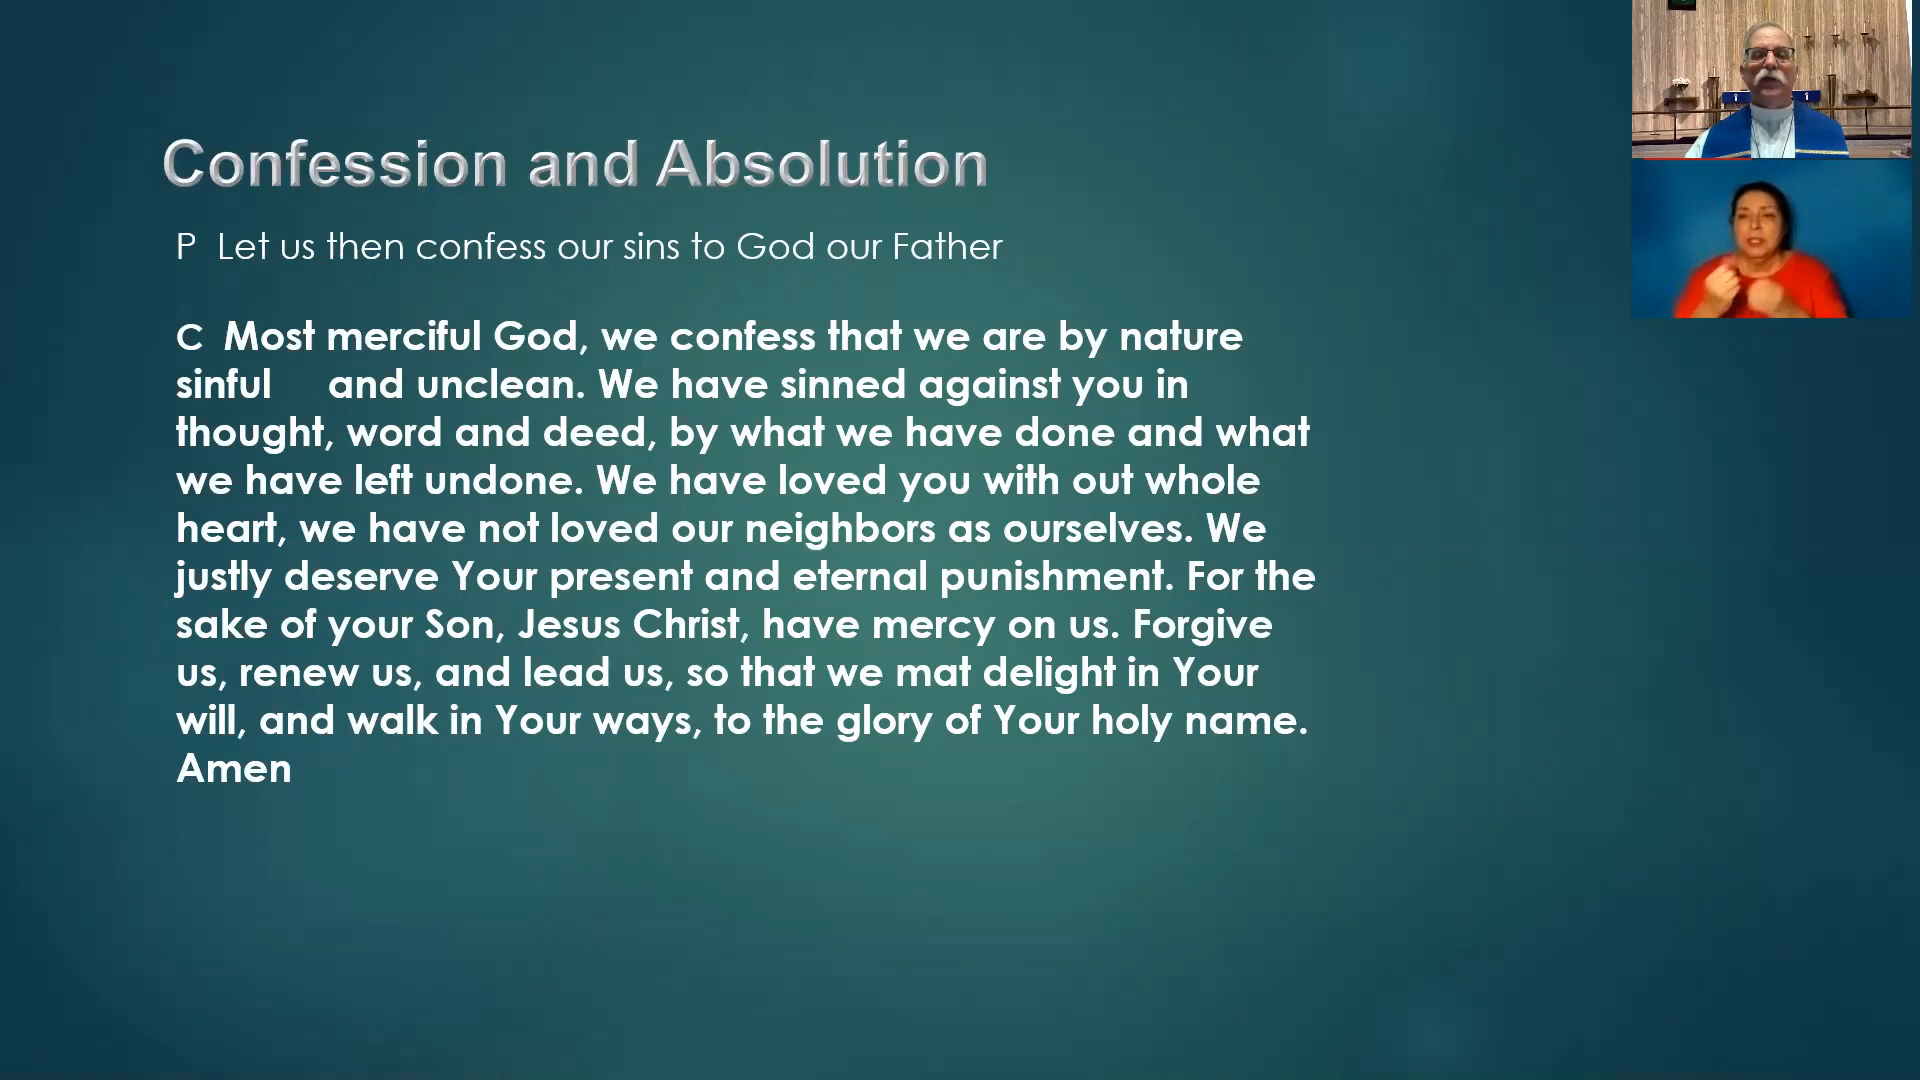 Confession and Absolution
P Let us then confess our sins to God our Father
C Most merciful God, we confess that we are by nature
sinful and unclean. We have sinned against you in
thought, word and deed, by what we have done and what
we have left undone. We have loved you with out whole
heart, we have not loved our neighbors as ourselves. We
justly deserve Your present and eternal punishment. For the
sake of your Son, Jesus Christ, have mercy on us. Forgive
us, renew us, and lead us, so that we mat delight in Your
will, and walk in Your ways, to the glory of Your holy name.
Amen